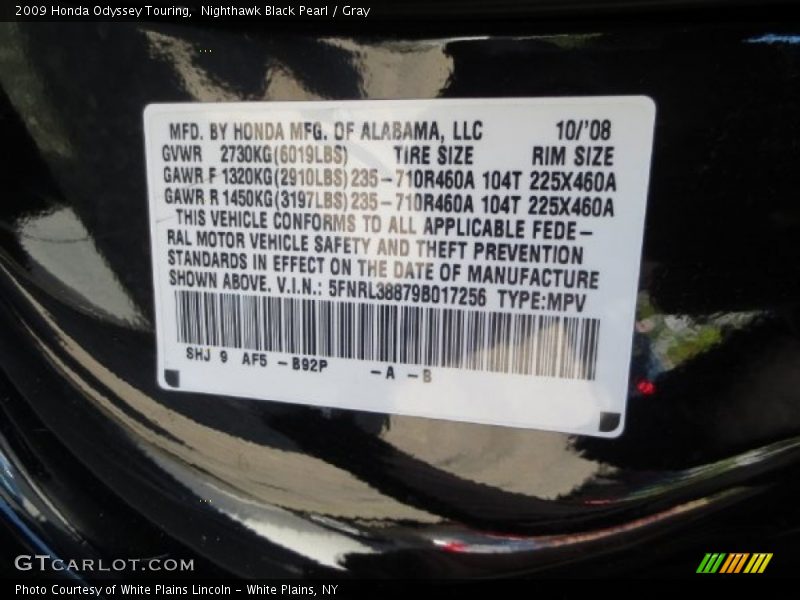 2009 Honda Odyssey Touring,  Nighthawk Black Pearl / Gray
MFD. BY HONDA MFG. OF ALABAMA, LLC 10/'08
GVWR 2730KG(6019LBS) TIRE SIZE RIM SIZE
GAWR F 1320KG(2910LBS) 235-710R460A 104T 225X460A
GAWR R 1450KG(3197LBS) 235-710R460A 104T 225X460A
THIS VEHICLE CONFORMS TO ALL APPLICABLE FEDE-
RAL MOTOR VEHICLE SAFETY AND THEFT PREVENTION
STANDARDS IN EFFECT ON THE DATE OF MANUFACTURE
SHOWN ABOVE. V.I.N.: 5FNRL38879B017256 TYPE:MPV
SHJ 9 AF5 -B92P -A -B
GTCARLOT.COM
Photo Courtesy of White Plains Lincoln - White Plains, NY